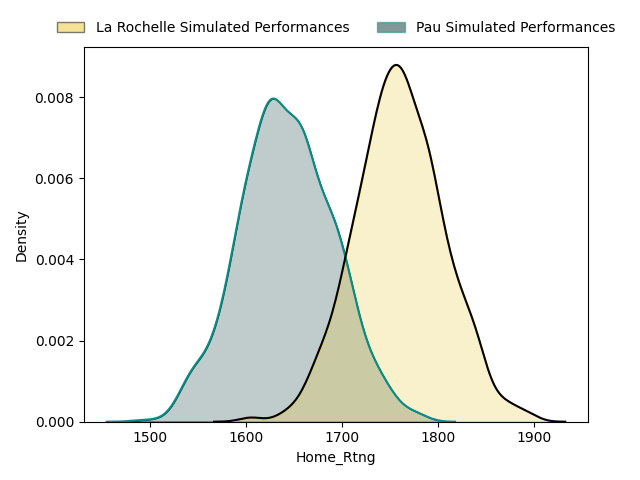 La Rochelle Simulated Performances Pau Simulated Performances
0.008
0.006
0.004
0.002
0.000
Density
1500 1600 1700 1800 1900
Home_Rtng